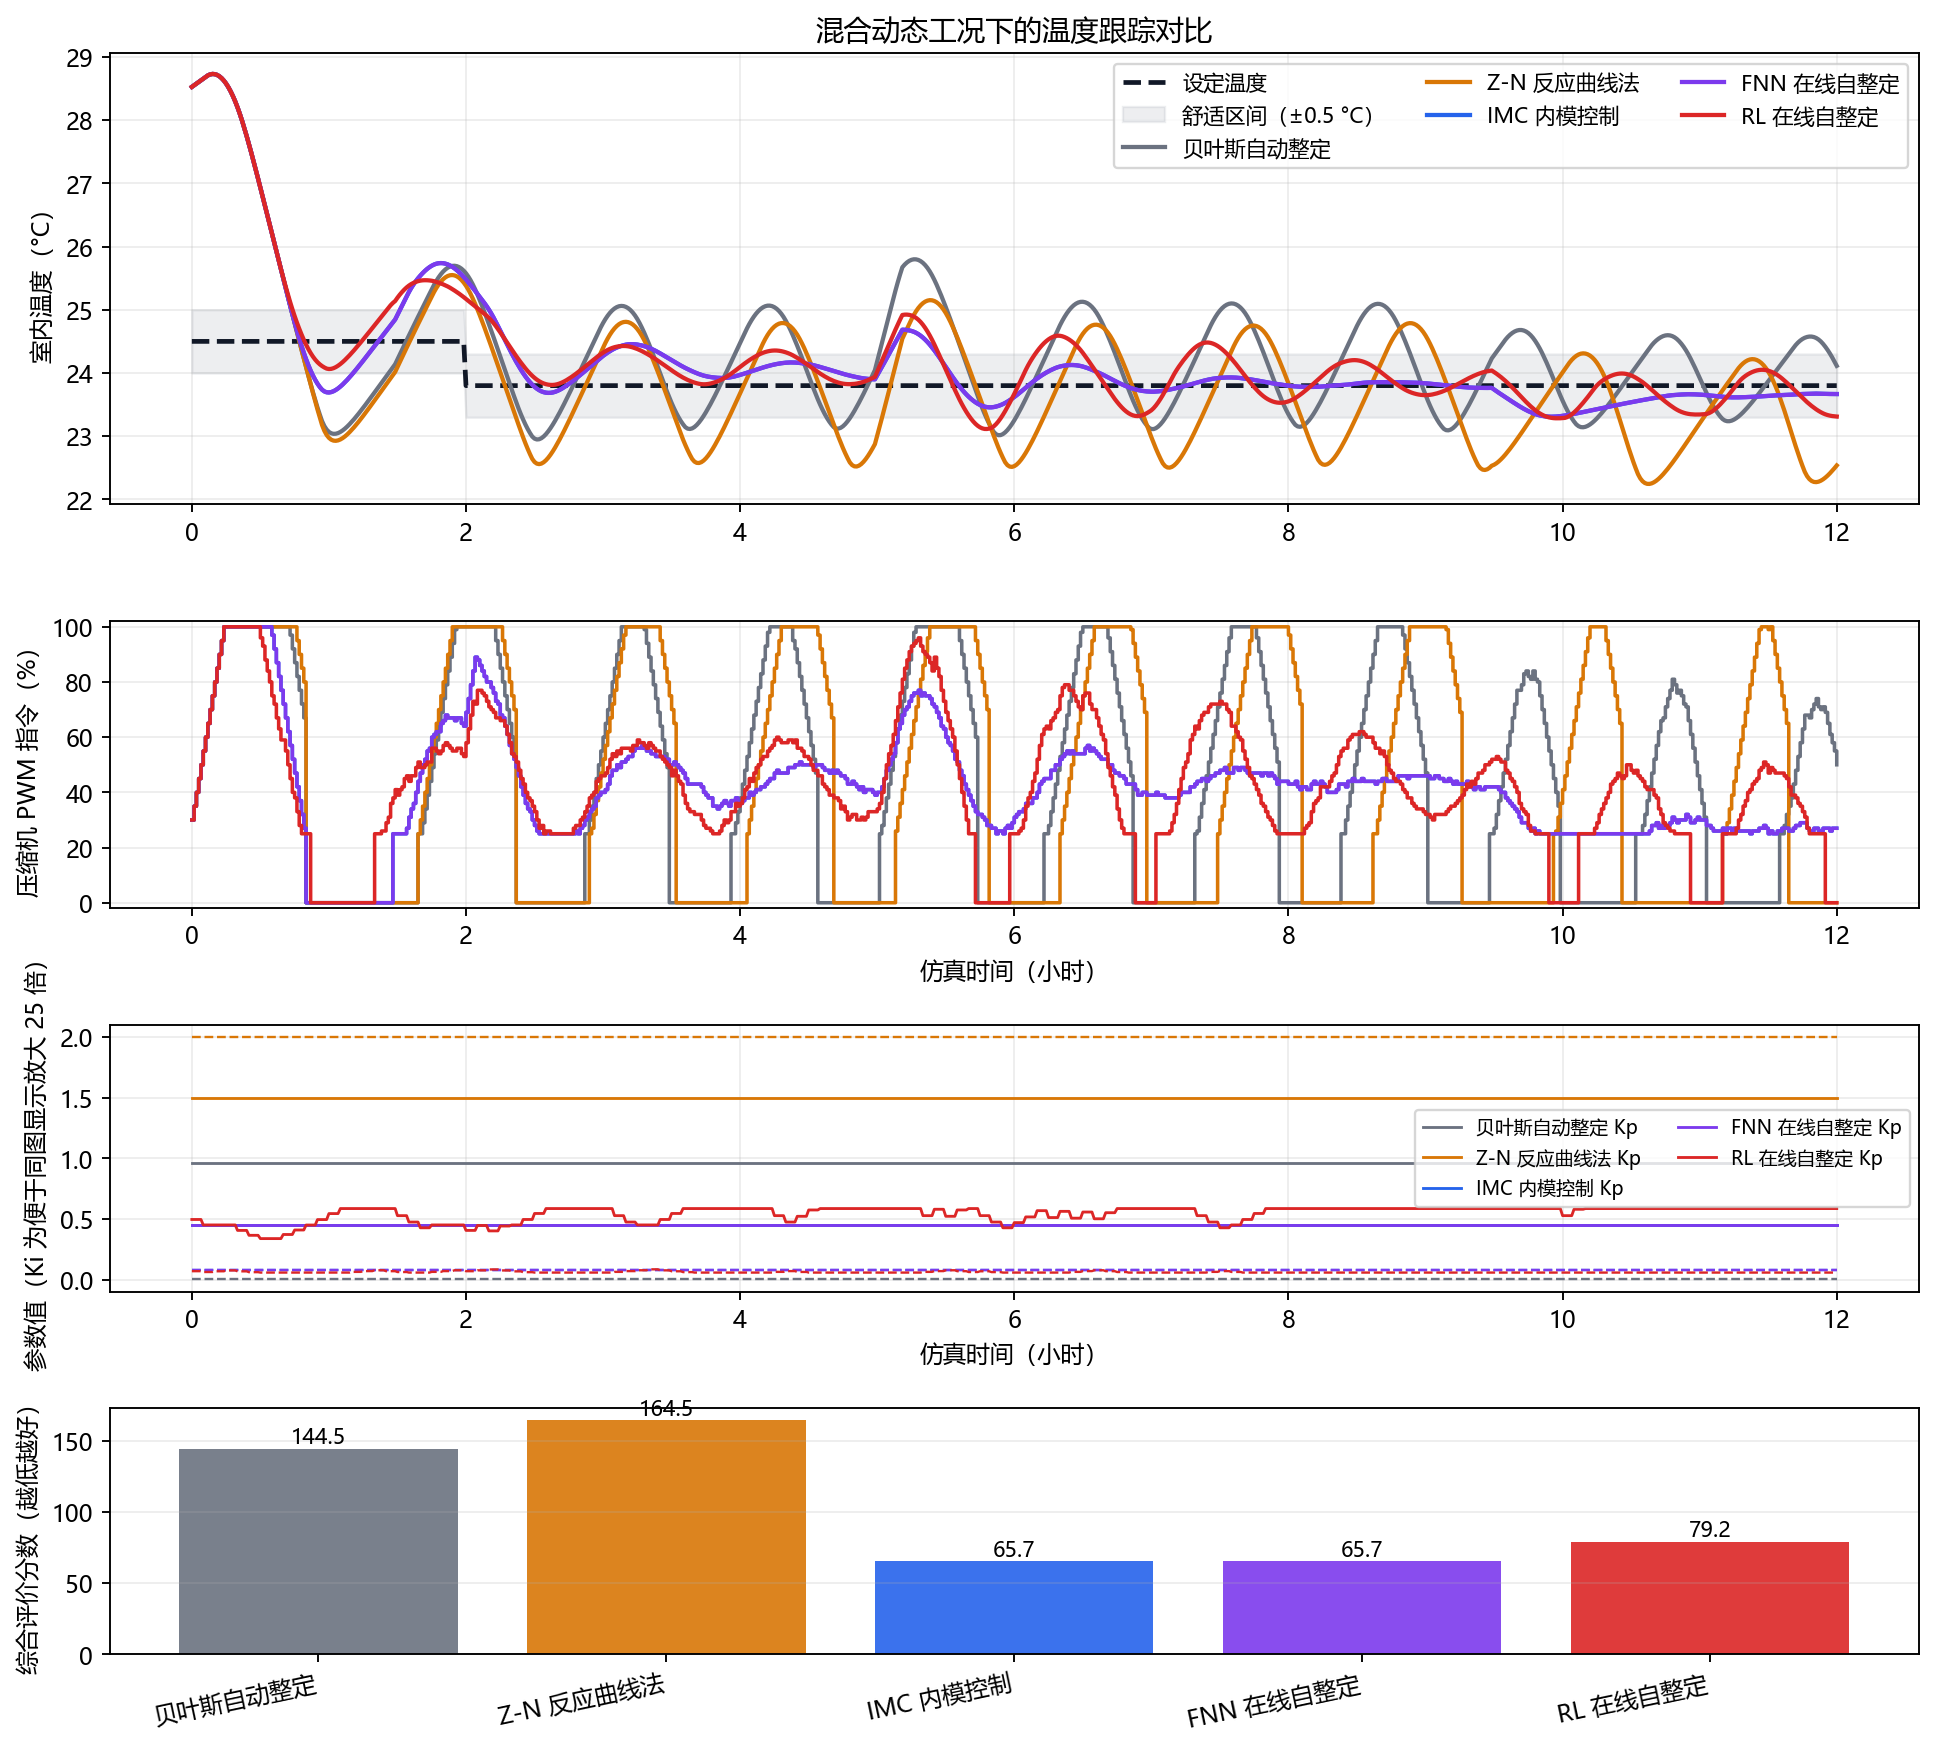 混合动态工况下的温度跟踪对比
室内温度（°C）
29
28
27
26
25
24
23
22
设定温度
舒适区间（±0.5 °C）
贝叶斯自动整定
Z-N 反应曲线法
IMC 内模控制
FNN 在线自整定
RL 在线自整定
0 2 4 6 8 10 12
压缩机 PWM 指令（%）
100
80
60
40
20
0
0 2 4 6 8 10 12
仿真时间（小时）
参数值（Ki 为便于同图显示放大 25 倍）
2.0
1.5
1.0
0.5
0.0
贝叶斯自动整定 Kp
Z-N 反应曲线法 Kp
IMC 内模控制 Kp
FNN 在线自整定 Kp
RL 在线自整定 Kp
0 2 4 6 8 10 12
仿真时间（小时）
综合评价分数（越低越好）
150
100
50
0
144.5
164.5
65.7
65.7
79.2
贝叶斯自动整定
Z-N 反应曲线法
IMC 内模控制
FNN 在线自整定
RL 在线自整定